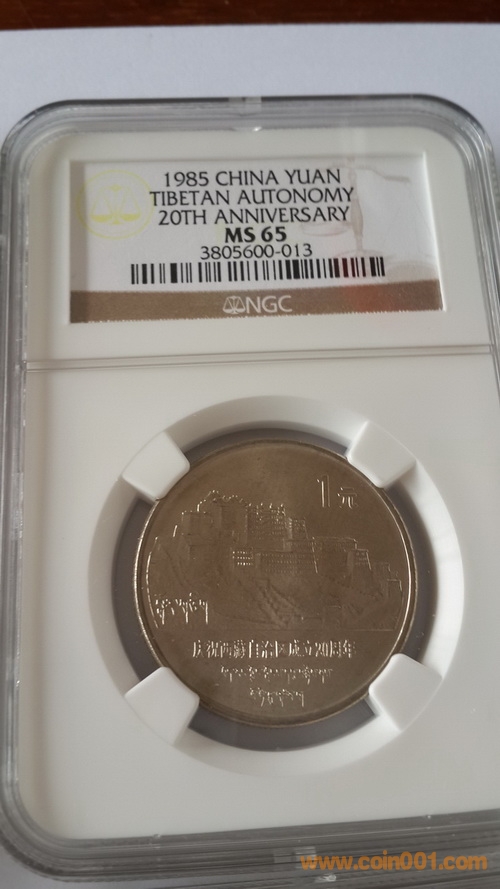 1985 CHINA YUAN
TIBETAN AUTONOMY
20TH ANNIVERSARY
MS 65
3805600-013
NGC
1元
庆祝西藏自治区成立20周年
www.coin001.com